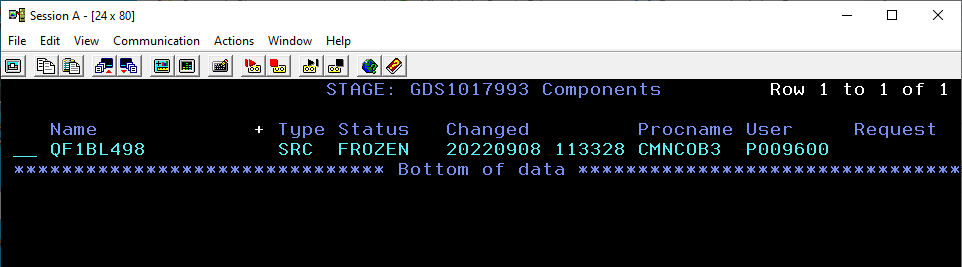 Session A - [24 x 80]
File Edit View Communication Actions Window Help
STAGE: GDS1017993 Components Row 1 to 1 of 1
Name + Type Status Changed Procname User Request
__ QF1BL498 SRC FROZEN 20220908 113328 CMNCOB3 P009600
******************************* Bottom of data ********************************